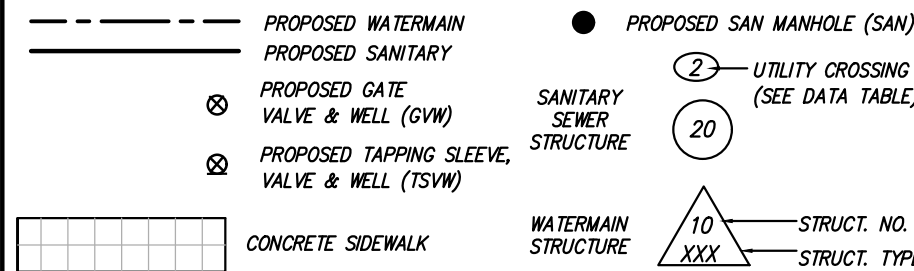 PROPOSED WATERMAIN
PROPOSED SANITARY
PROPOSED GATE
VALVE & WELL (GVW)
PROPOSED TAPPING SLEEVE,
VALVE & WELL (TSVW)
CONCRETE SIDEWALK
PROPOSED SAN MANHOLE (SAN)
2
UTILITY CROSSING
(SEE DATA TABLE)
SANITARY
SEWER
STRUCTURE
20
WATERMAIN
STRUCTURE
10
XXX
STRUCT. NO.
STRUCT. TYPE